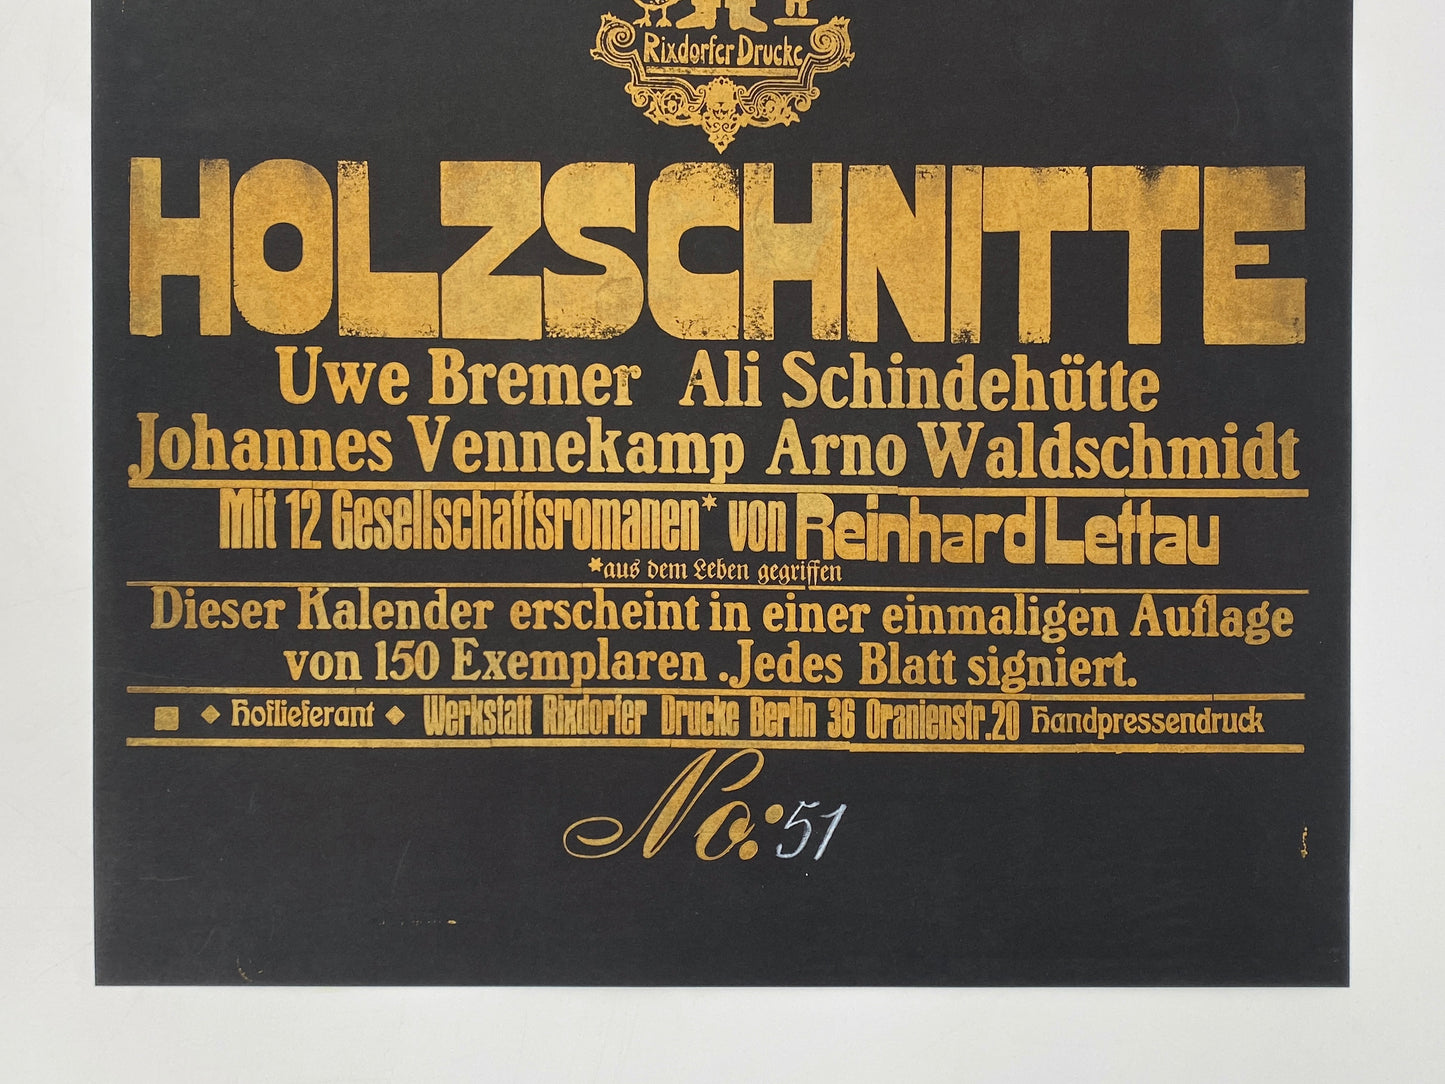 Rixdorfer Drucke
HOLZSCHNITTE
Uwe Bremer Ali Schindehütte
Johannes Vennekamp Arno Waldschmidt
Mit 12 Gesellschaftsromanen* von Reinhard Lettau
*aus dem Leben gegriffen
Dieser Kalender erscheint in einer einmaligen Auflage
von 150 Exemplaren .Jedes Blatt signiert.
Hoflieferant Werkstatt Rixdorfer Drucke Berlin 36 Oranienstr.20 Handpressendruck
No: 51